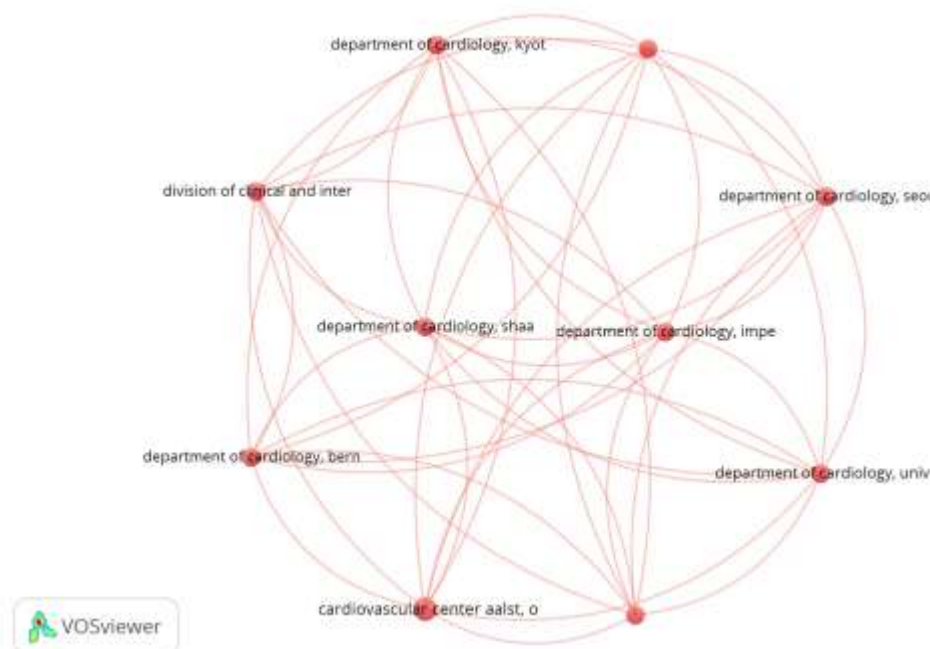 department of cardiology, kyot
division of clinical and inter
department of cardiology, seou
department of cardiology, shaa
department of cardiology, impe
department of cardiology, bern
department of cardiology, univ
cardiovascular center aalst, o
VOSviewer